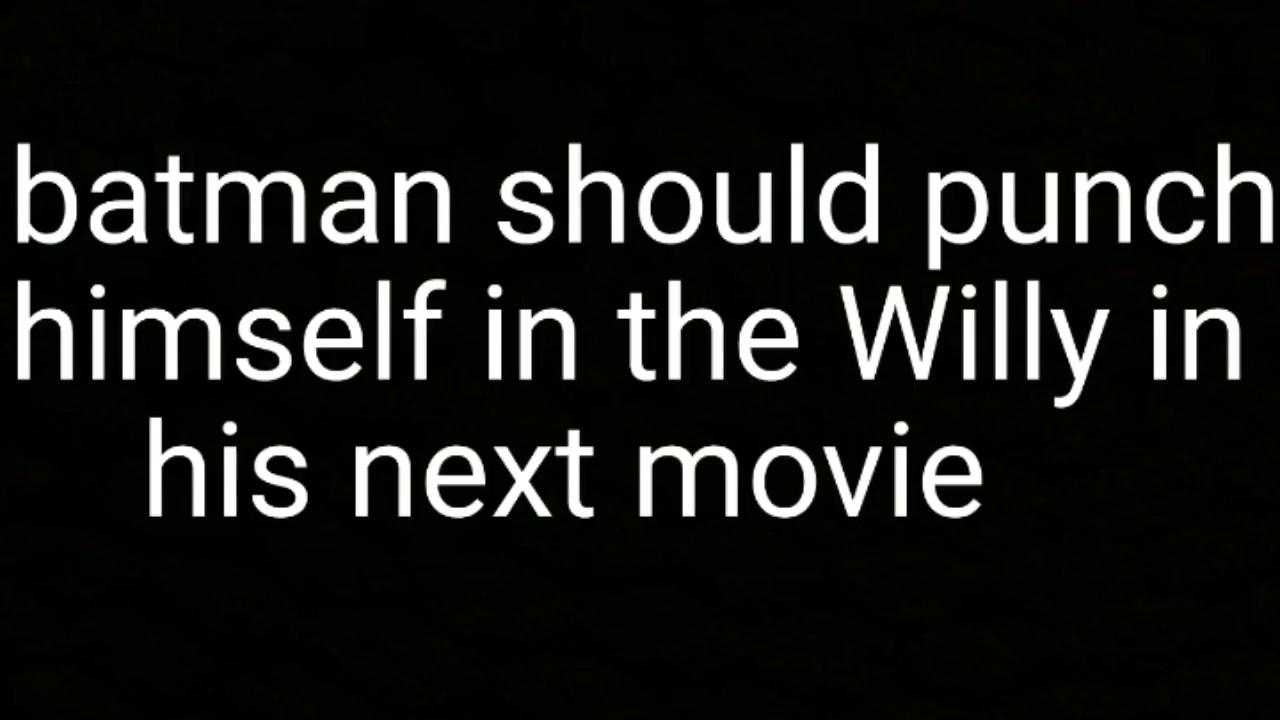 batman should punch
himself in the Willy in
his next movie